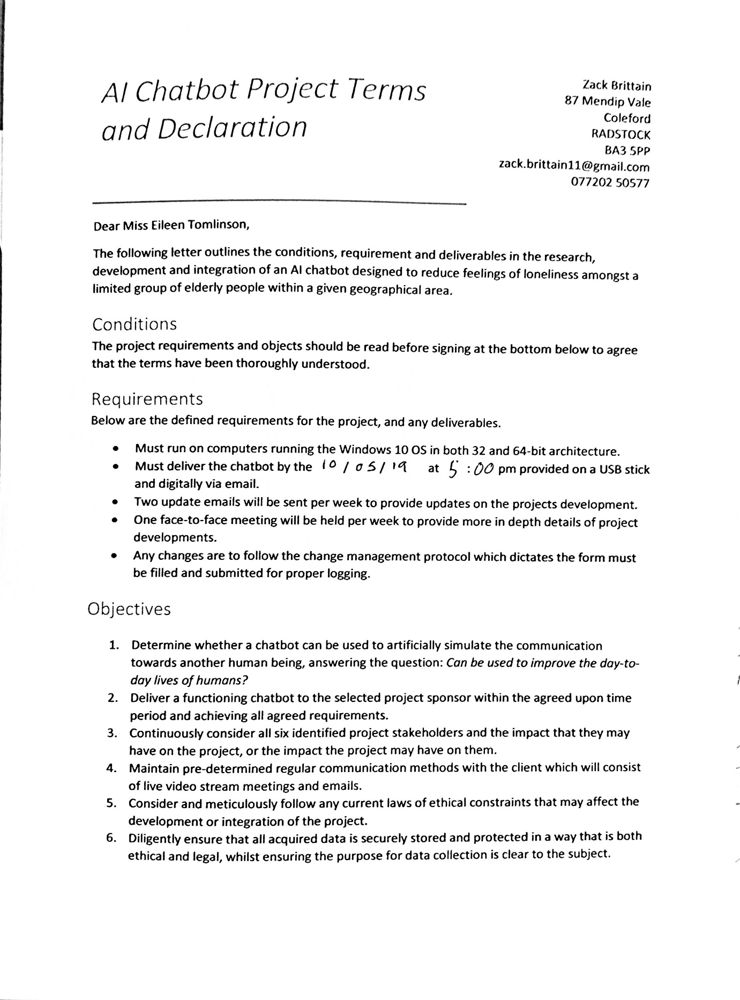 AI Chatbot Project Terms
and Declaration
Zack Brittain
87 Mendip Vale
Coleford
RADSTOCK
BA3 5PP
zack.brittain11@gmail.com
077202 50577
Dear Miss Eileen Tomlinson,
The following letter outlines the conditions, requirement and deliverables in the research,
development and integration of an AI chatbot designed to reduce feelings of loneliness amongst a
limited group of elderly people within a given geographical area.
Conditions
The project requirements and objects should be read before signing at the bottom below to agree
that the terms have been thoroughly understood.
Requirements
Below are the defined requirements for the project, and any deliverables.
• Must run on computers running the Windows 10 OS in both 32 and 64-bit architecture.
• Must deliver the chatbot by the 10 / 05 / 19 at 5 : 00 pm provided on a USB stick
and digitally via email.
• Two update emails will be sent per week to provide updates on the projects development.
• One face-to-face meeting will be held per week to provide more in depth details of project
developments.
• Any changes are to follow the change management protocol which dictates the form must
be filled and submitted for proper logging.
Objectives
1. Determine whether a chatbot can be used to artificially simulate the communication
towards another human being, answering the question: Can be used to improve the day-to-
day lives of humans?
2. Deliver a functioning chatbot to the selected project sponsor within the agreed upon time
period and achieving all agreed requirements.
3. Continuously consider all six identified project stakeholders and the impact that they may
have on the project, or the impact the project may have on them.
4. Maintain pre-determined regular communication methods with the client which will consist
of live video stream meetings and emails.
5. Consider and meticulously follow any current laws of ethical constraints that may affect the
development or integration of the project.
6. Diligently ensure that all acquired data is securely stored and protected in a way that is both
ethical and legal, whilst ensuring the purpose for data collection is clear to the subject.